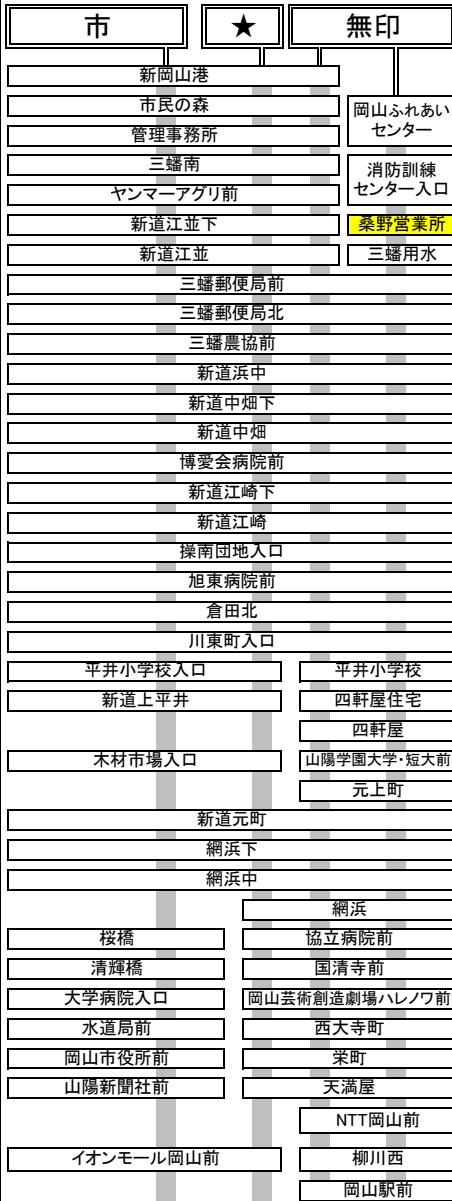 市 ★ 無印
新岡山港
市民の森
岡山ふれあい
センター
管理事務所
三蟠南
消防訓練
センター入口
ヤンマーアグリ前
新道江並下 桑野営業所
新道江並 三蟠用水
三蟠郵便局前
三蟠郵便局北
三蟠農協前
新道浜中
新道中畑下
新道中畑
博愛会病院前
新道江崎下
新道江崎
操南団地入口
旭東病院前
倉田北
川東町入口
平井小学校入口 平井小学校
新道上平井 四軒屋住宅
四軒屋
木材市場入口 山陽学園大学・短大前
元上町
新道元町
網浜下
網浜中
網浜
桜橋 協立病院前
清輝橋 国清寺前
大学病院入口 岡山芸術創造劇場ハレノワ前
水道局前 西大寺町
岡山市役所前 栄町
山陽新聞社前 天満屋
NTT岡山前
イオンモール岡山前 柳川西
岡山駅前